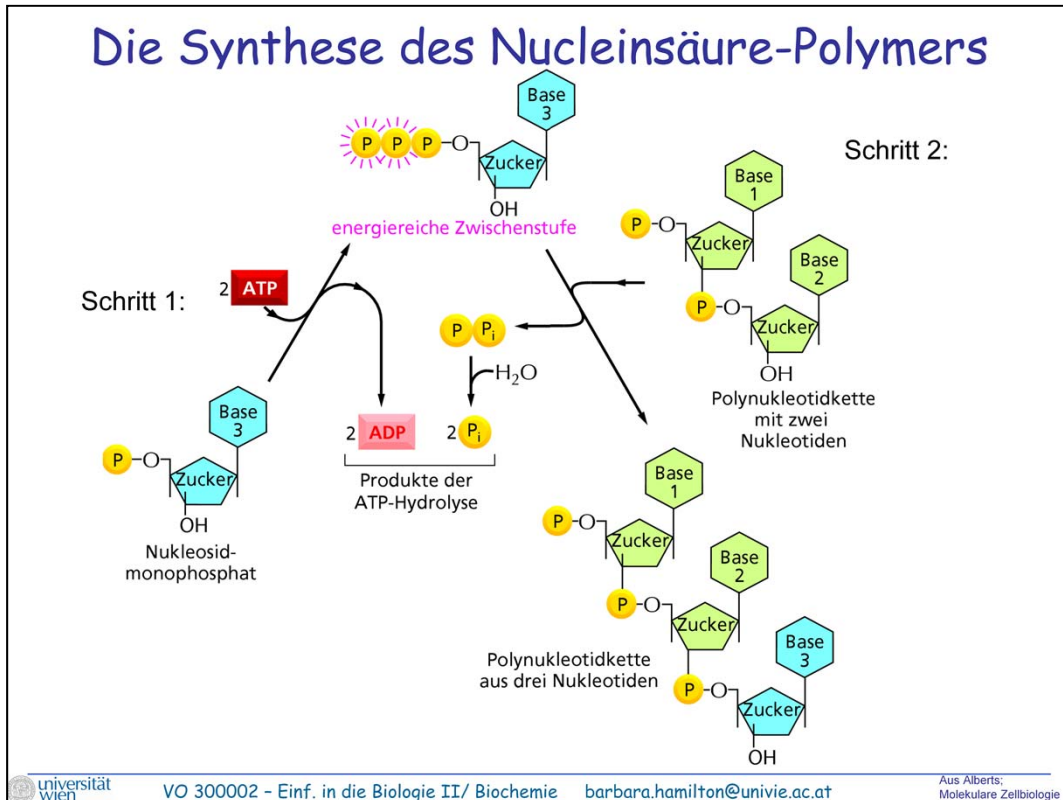 Die Synthese des Nucleinsäure-Polymers
Base
3
P P P O
Zucker
OH
energiereiche Zwischenstufe
Schritt 2:
Base
1
P O
Zucker
Base
2
P O
Zucker
OH
Polynukleotidkette
mit zwei
Nukleotiden
Schritt 1:
2 ATP
P Pi
H2O
2 ADP
2 Pi
Produkte der
ATP-Hydrolyse
Base
3
P O
Zucker
OH
Nukleosid-
monophosphat
Base
1
P O
Zucker
Base
2
P O
Zucker
Base
3
P O
Zucker
OH
Polynukleotidkette
aus drei Nukleotiden
universität
wien
VO 300002 – Einf. in die Biologie II/ Biochemie barbara.hamilton@univie.ac.at
Aus Alberts;
Molekulare Zellbiologie